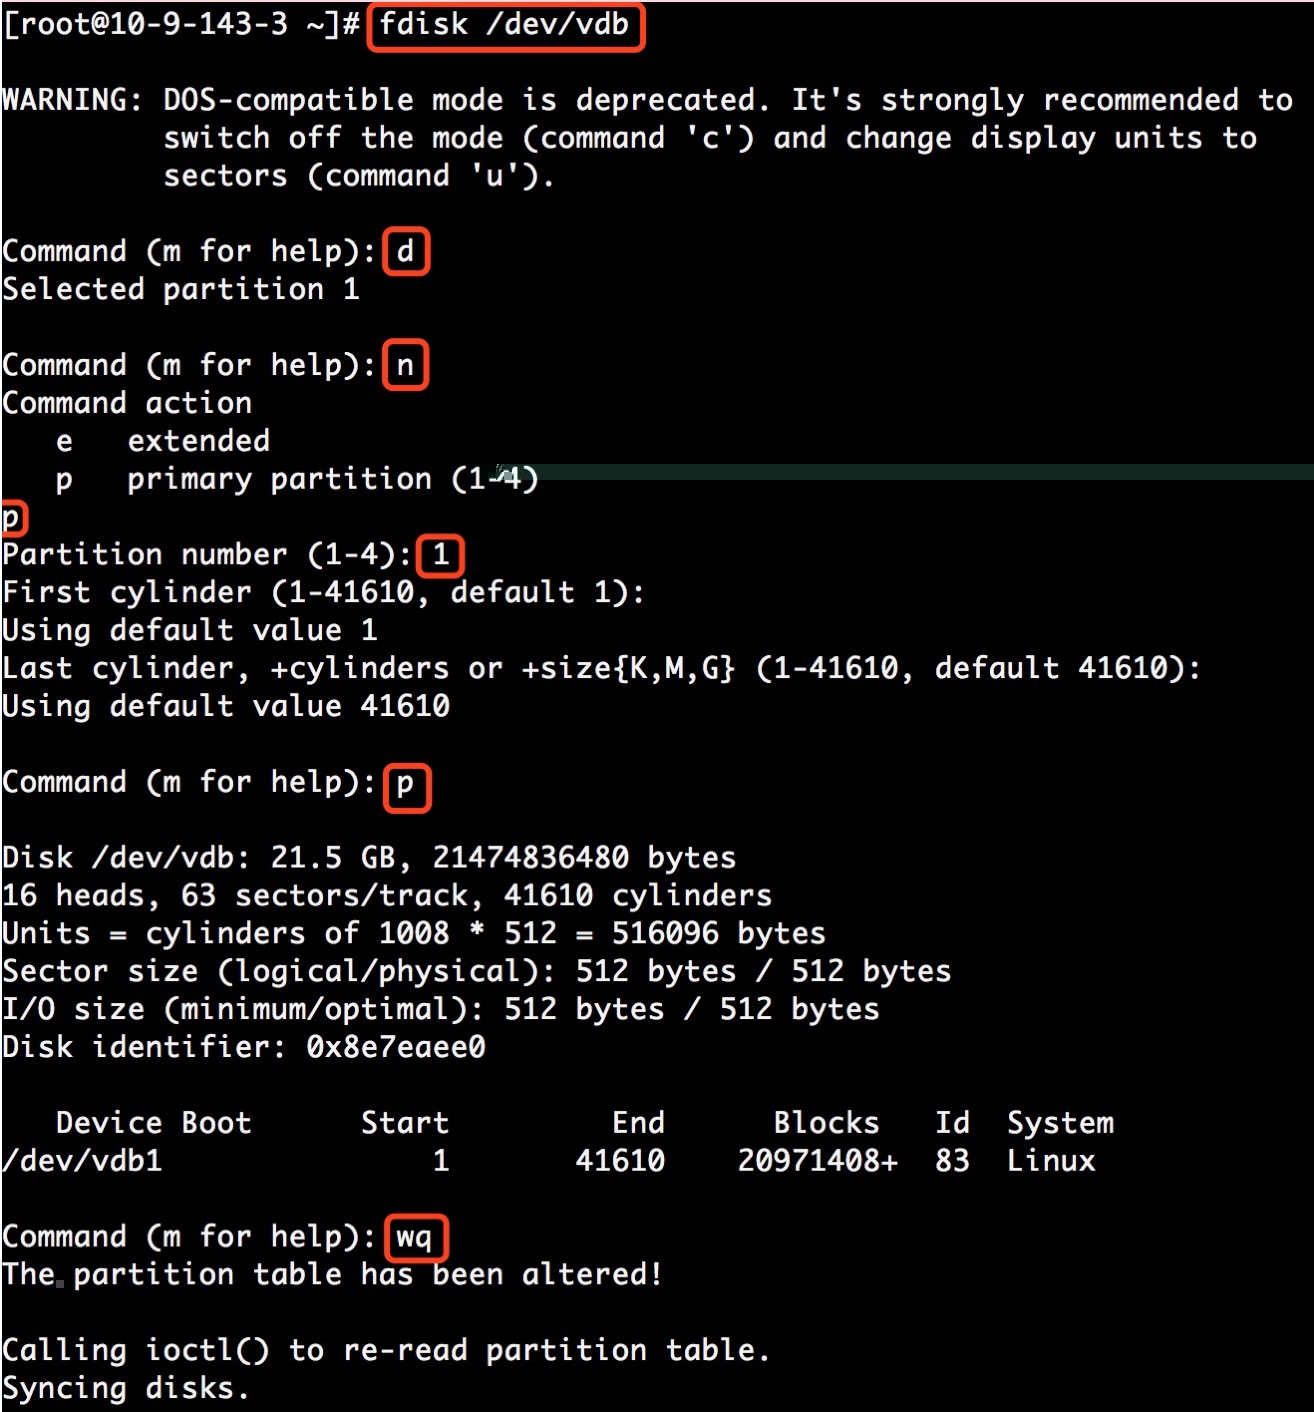 [root@10-9-143-3 ~]# fdisk /dev/vdb
WARNING: DOS-compatible mode is deprecated. It's strongly recommended to
switch off the mode (command 'c') and change display units to
sectors (command 'u').
Command (m for help): d
Selected partition 1
Command (m for help): n
Command action
e   extended
p   primary partition (1-4)
p
Partition number (1-4): 1
First cylinder (1-41610, default 1):
Using default value 1
Last cylinder, +cylinders or +size{K,M,G} (1-41610, default 41610):
Using default value 41610
Command (m for help): p
Disk /dev/vdb: 21.5 GB, 21474836480 bytes
16 heads, 63 sectors/track, 41610 cylinders
Units = cylinders of 1008 * 512 = 516096 bytes
Sector size (logical/physical): 512 bytes / 512 bytes
I/O size (minimum/optimal): 512 bytes / 512 bytes
Disk identifier: 0x8e7eaee0
Device Boot      Start         End      Blocks   Id  System
/dev/vdb1               1       41610    20971408+  83  Linux
Command (m for help): wq
The partition table has been altered!
Calling ioctl() to re-read partition table.
Syncing disks.